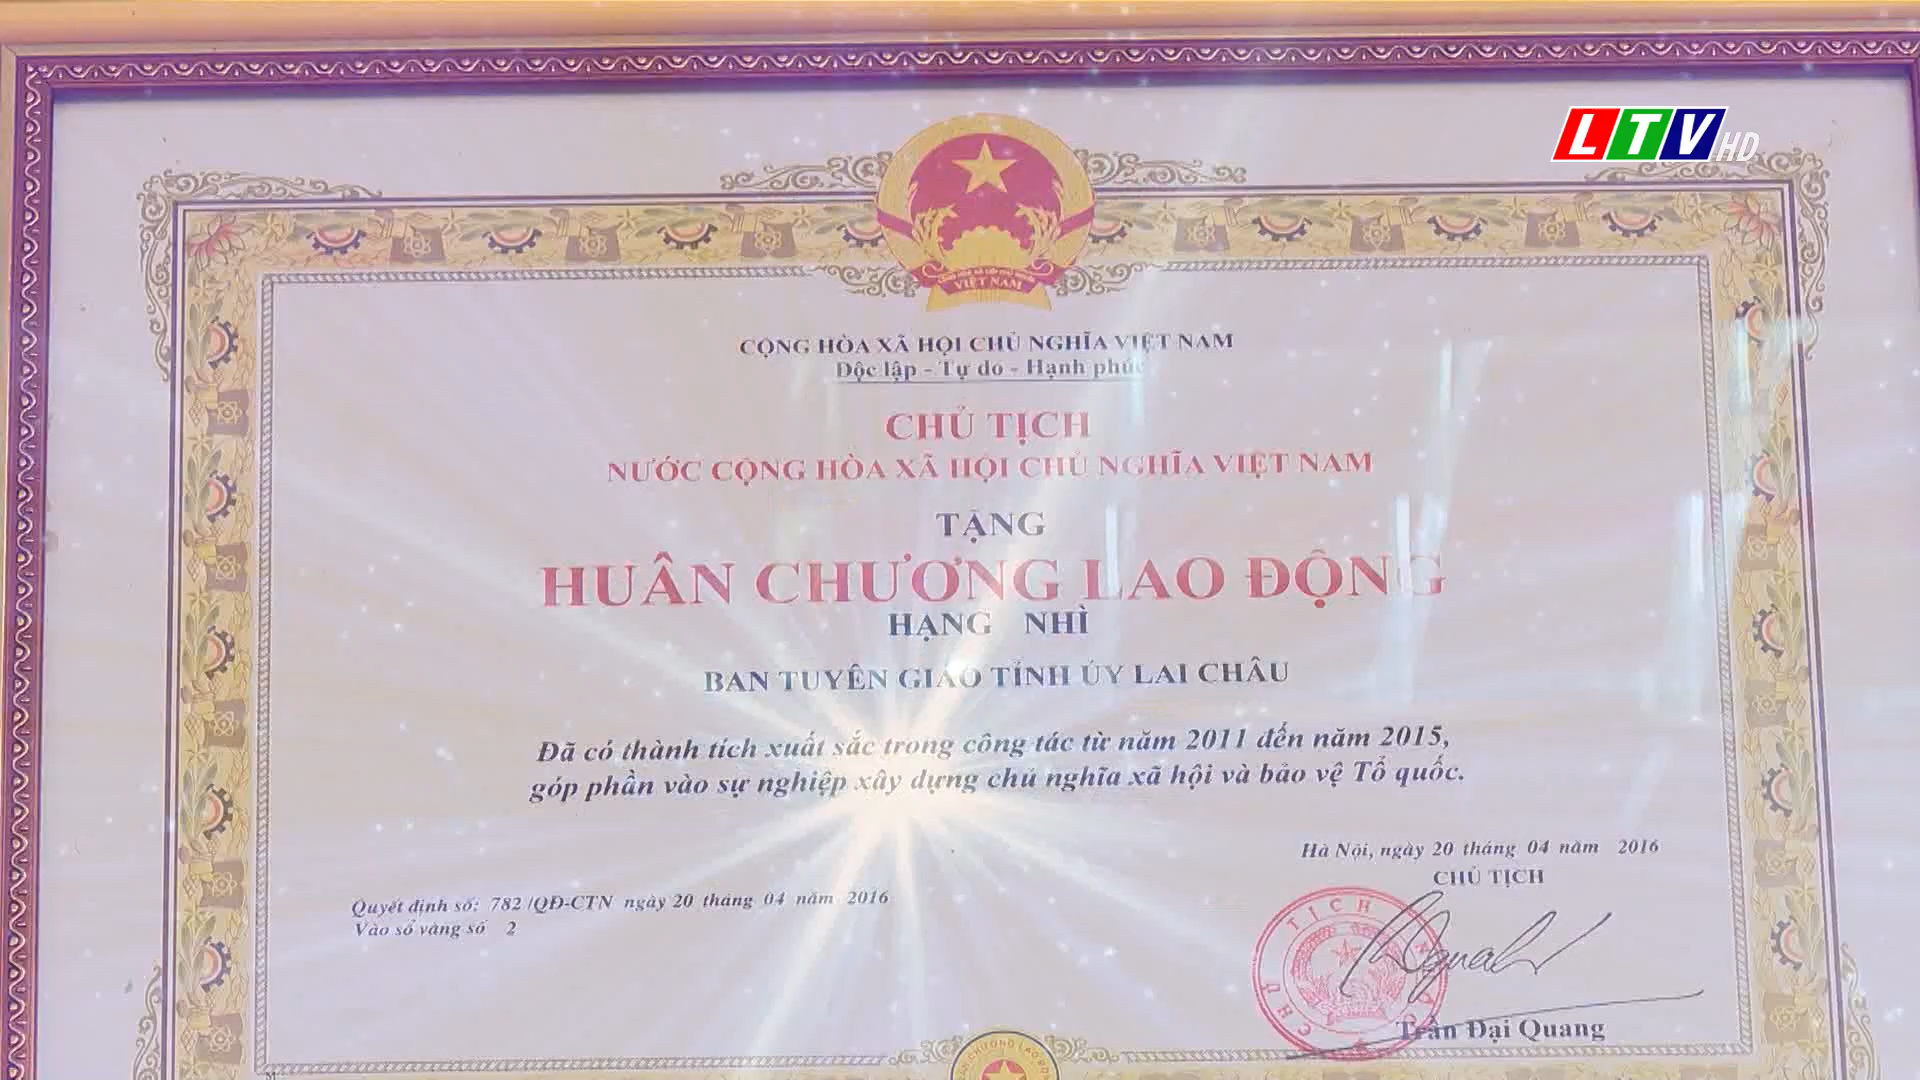 LTV HD
VIỆT NAM
CỘNG HÒA XÃ HỘI CHỦ NGHĨA VIỆT NAM
Độc lập - Tự do - Hạnh phúc
CHỦ TỊCH
NƯỚC CỘNG HÒA XÃ HỘI CHỦ NGHĨA VIỆT NAM
TẶNG
HUÂN CHƯƠNG LAO ĐỘNG
HẠNG NHÌ
BAN TUYÊN GIÁO TỈNH ỦY LAI CHÂU
Đã có thành tích xuất sắc trong công tác từ năm 2011 đến năm 2015,
góp phần vào sự nghiệp xây dựng chủ nghĩa xã hội và bảo vệ Tổ quốc.
Hà Nội, ngày 20 tháng 04 năm 2016
CHỦ TỊCH
Quyết định số: 782 /QĐ-CTN ngày 20 tháng 04 năm 2016
Vào sổ vàng số 2
Trần Đại Quang